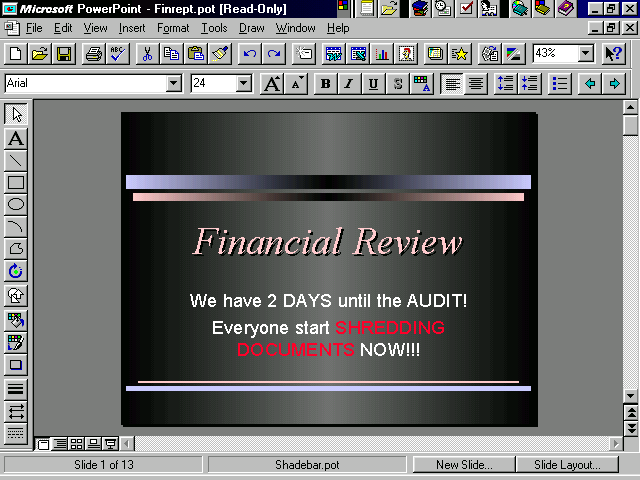 Microsoft PowerPoint - Finrept.pot [Read-Only]
File Edit View Insert Format Tools Draw Window Help
43%
Arial 24 A A B I U S A
A
Financial Review
We have 2 DAYS until the AUDIT!
Everyone start SHREDDING
DOCUMENTS NOW!!!
Slide 1 of 13 Shadebar.pot New Slide... Slide Layout...